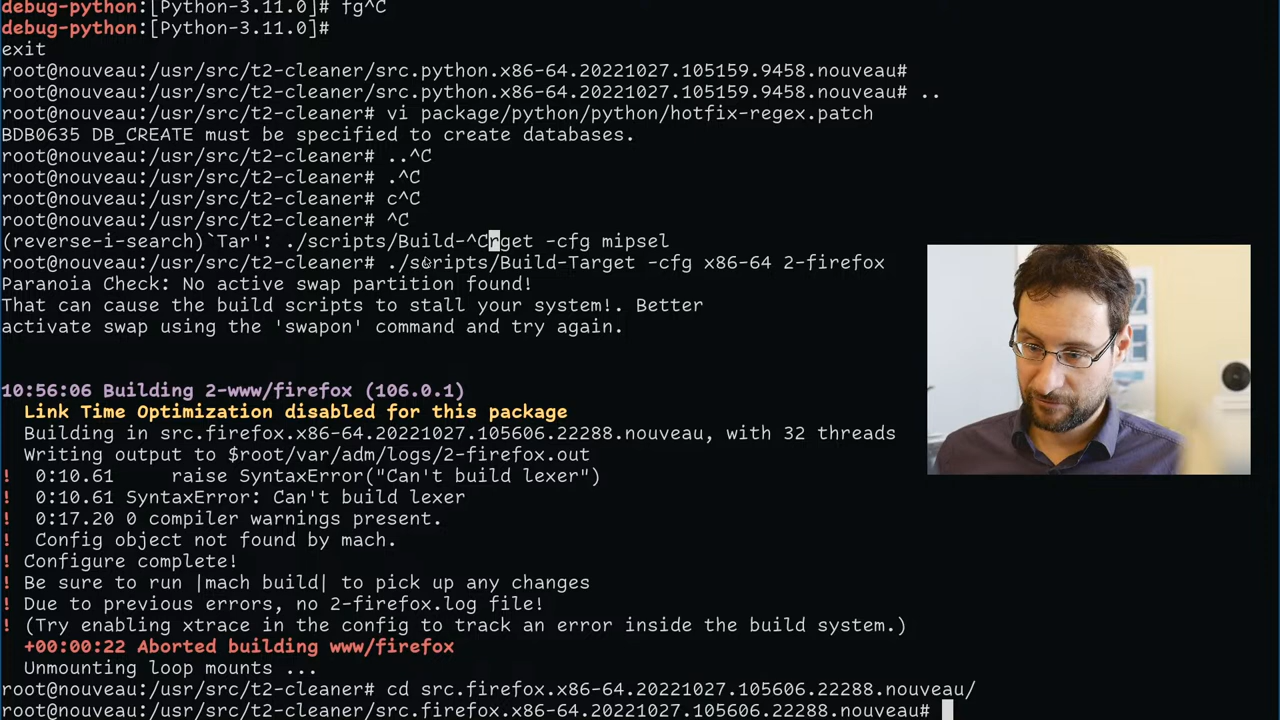 debug-python:[Python-3.11.0]# fg^C
debug-python:[Python-3.11.0]#
exit
root@nouveau:/usr/src/t2-cleaner/src.python.x86-64.20221027.105159.9458.nouveau#
root@nouveau:/usr/src/t2-cleaner/src.python.x86-64.20221027.105159.9458.nouveau# ..
root@nouveau:/usr/src/t2-cleaner# vi package/python/python/hotfix-regex.patch
BDB0635 DB_CREATE must be specified to create databases.
root@nouveau:/usr/src/t2-cleaner# ..^C
root@nouveau:/usr/src/t2-cleaner# .^C
root@nouveau:/usr/src/t2-cleaner# c^C
root@nouveau:/usr/src/t2-cleaner# ^C
(reverse-i-search)`Tar': ./scripts/Build-^Crget -cfg mipsel
root@nouveau:/usr/src/t2-cleaner# ./scripts/Build-Target -cfg x86-64 2-firefox
Paranoia Check: No active swap partition found!
That can cause the build scripts to stall your system!. Better
activate swap using the 'swapon' command and try again.
10:56:06 Building 2-www/firefox (106.0.1)
Link Time Optimization disabled for this package
Building in src.firefox.x86-64.20221027.105606.22288.nouveau, with 32 threads
Writing output to $root/var/adm/logs/2-firefox.out
! 0:10.61     raise SyntaxError("Can't build lexer")
! 0:10.61 SyntaxError: Can't build lexer
! 0:17.20 0 compiler warnings present.
! Config object not found by mach.
! Configure complete!
! Be sure to run |mach build| to pick up any changes
! Due to previous errors, no 2-firefox.log file!
! (Try enabling xtrace in the config to track an error inside the build system.)
+00:00:22 Aborted building www/firefox
Unmounting loop mounts ...
root@nouveau:/usr/src/t2-cleaner# cd src.firefox.x86-64.20221027.105606.22288.nouveau/
root@nouveau:/usr/src/t2-cleaner/src.firefox.x86-64.20221027.105606.22288.nouveau#